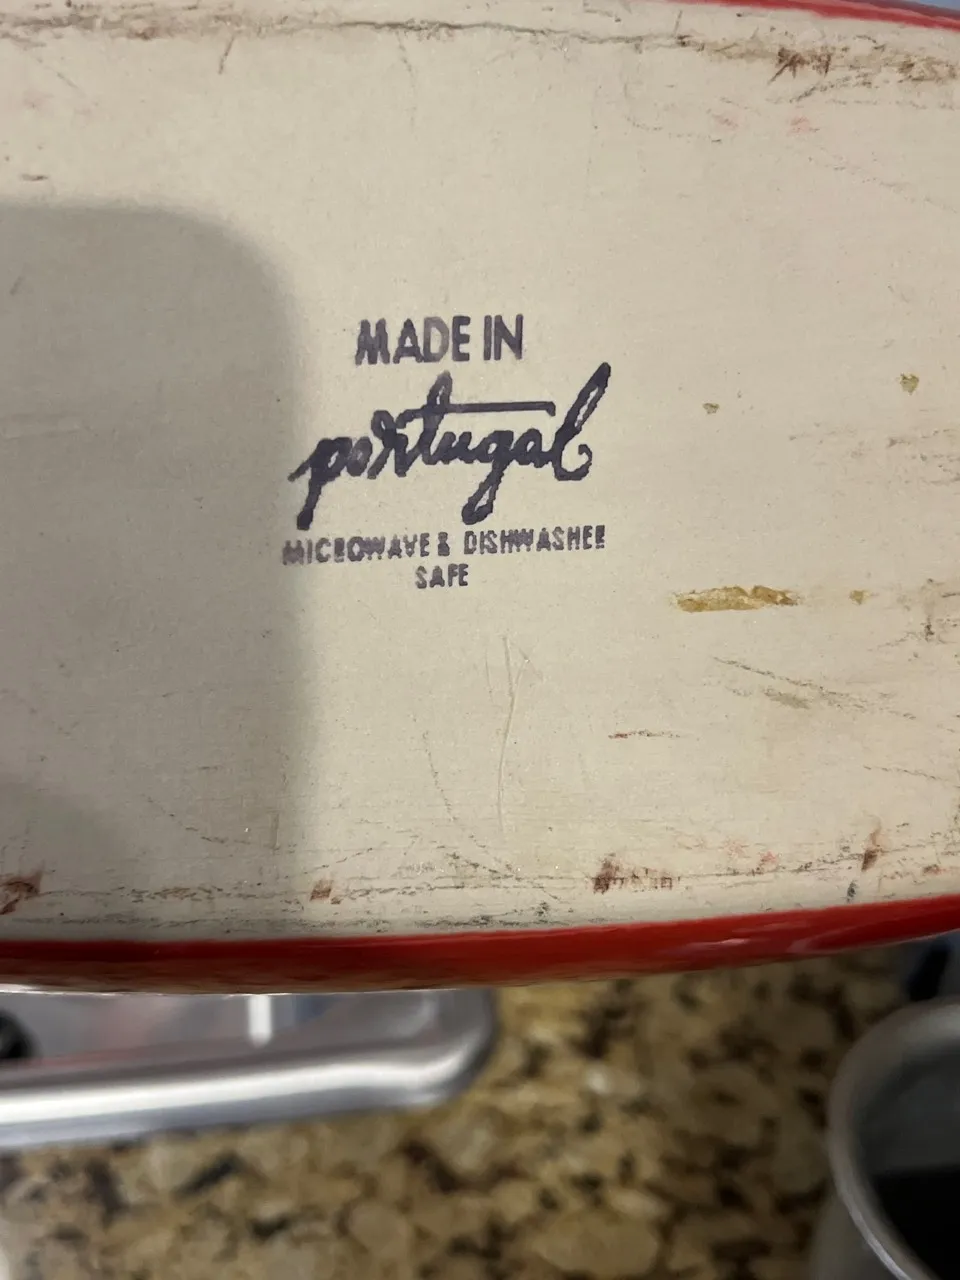 MADE IN
portugal
MICROWAVE & DISHWASHER
SAFE